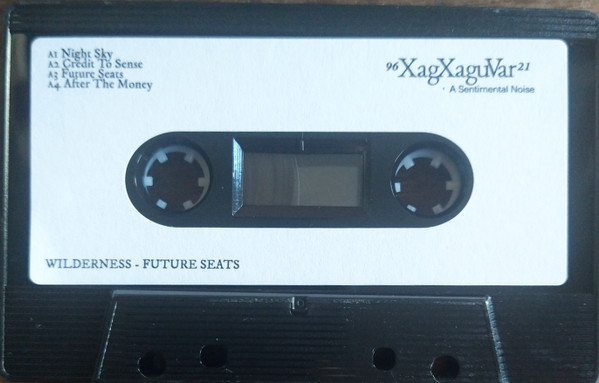 A1 Night Sky
A2 Credit To Sense
A3 Future Seats
A4 After The Money
96XagXaguVar21
· A Sentimental Noise
WILDERNESS - FUTURE SEATS